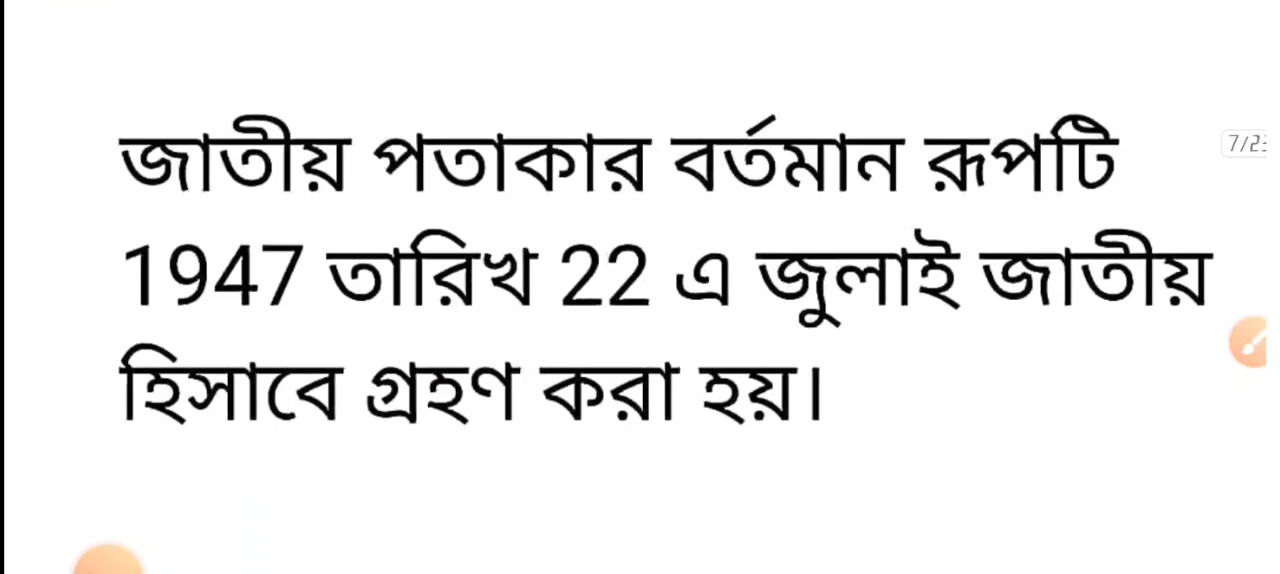 জাতীয় পতাকার বর্তমান রূপটি
1947 তারিখ 22 এ জুলাই জাতীয়
হিসাবে গ্রহণ করা হয়।